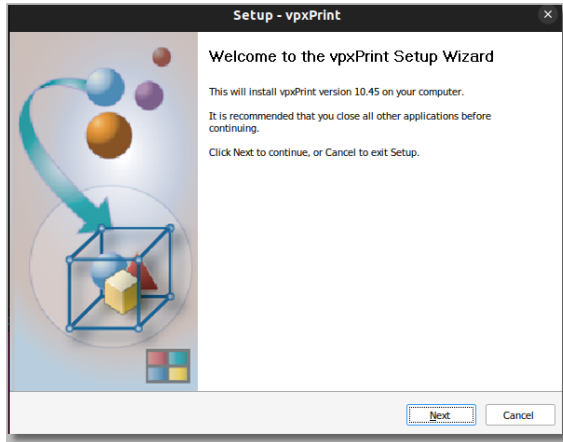 Setup - vpxPrint
Welcome to the vpxPrint Setup Wizard
This will install vpxPrint version 10.45 on your computer.
It is recommended that you close all other applications before
continuing.
Click Next to continue, or Cancel to exit Setup.
Next
Cancel